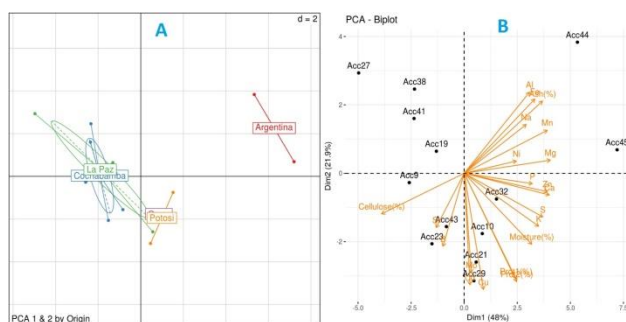 A
d = 2
Argentina
La Paz
Cochabamba
Potosi
PCA 1 & 2 by Origin
B
PCA - Biplot
Dim2 (21.9%)
4
2
0
-2
Acc44
Acc27
Acc38
Acc41
Acc19
Acc9
Acc45
Acc32
Acc43
Acc10
Acc23
Acc21
Acc29
Al
Na
Mn
Ni
Mg
P
S
Cellulose(%)
Moisture(%)
Cu
-5.0
-2.5
0.0
2.5
5.0
Dim1 (48%)